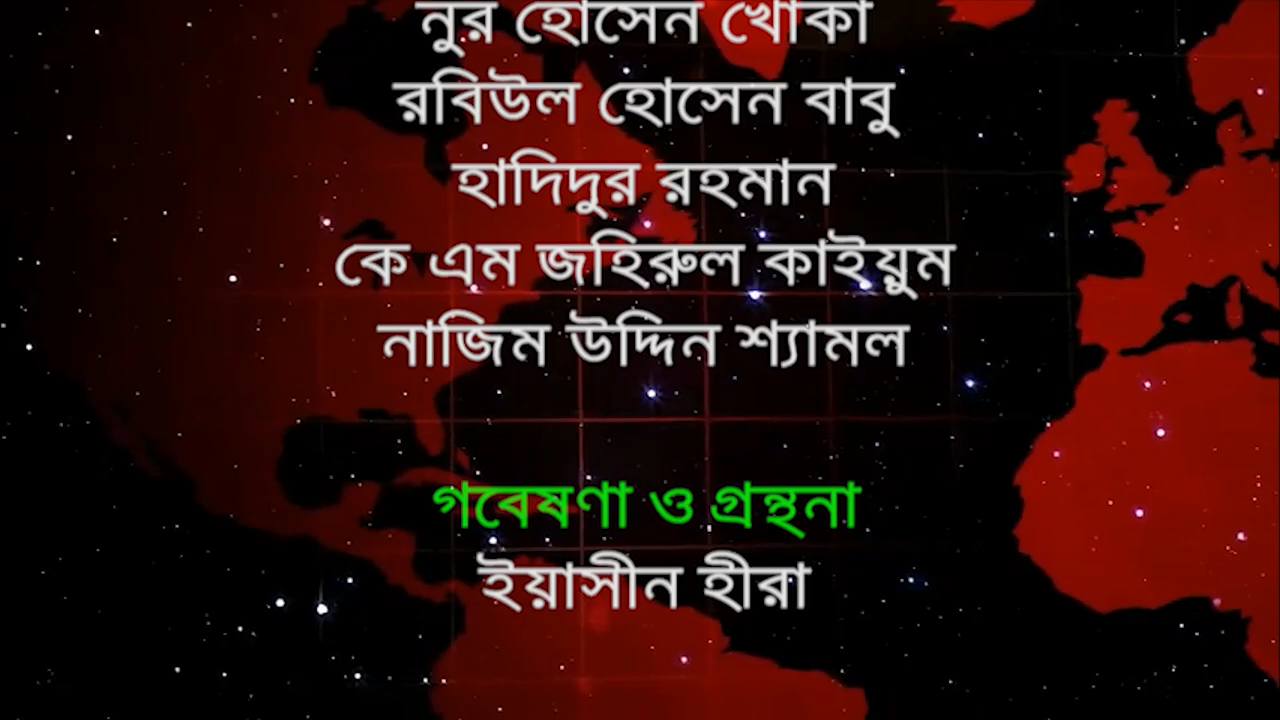 নুর হোসেন খোকা
রবিউল হোসেন বাবু
হাদিদুর রহমান
কে এম জহিরুল কাইয়ুম
নাজিম উদ্দিন শ্যামল
গবেষণা ও গ্রন্থনা
ইয়াসীন হীরা